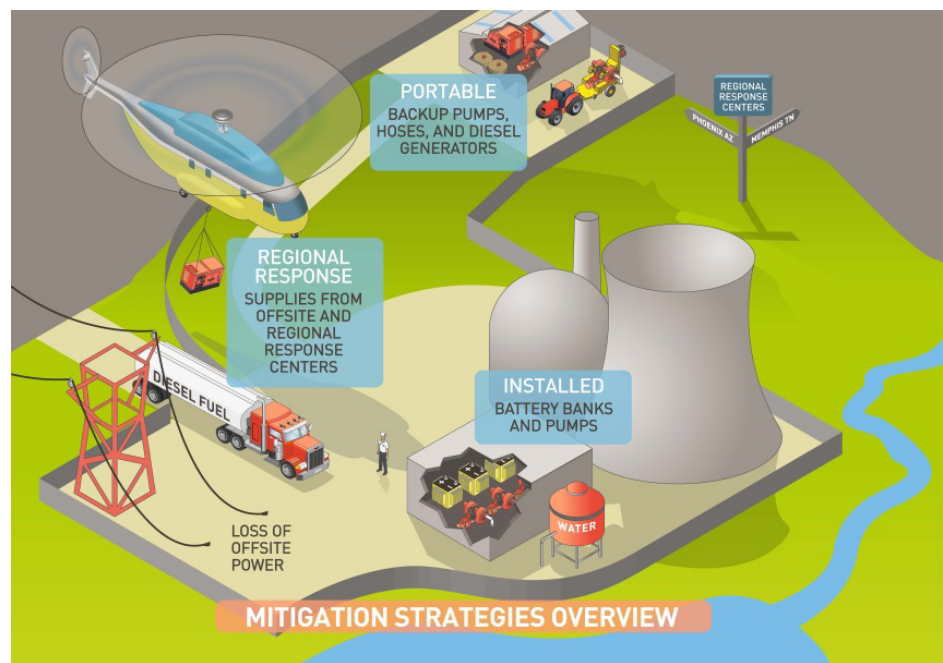 PORTABLE
BACKUP PUMPS,
HOSES, AND DIESEL
GENERATORS
REGIONAL
RESPONSE
CENTERS
PHOENIX AZ
MEMPHIS TN
REGIONAL
RESPONSE
SUPPLIES FROM
OFFSITE AND
REGIONAL
RESPONSE
CENTERS
DIESEL FUEL
INSTALLED
BATTERY BANKS
AND PUMPS
WATER
LOSS OF
OFFSITE
POWER
MITIGATION STRATEGIES OVERVIEW